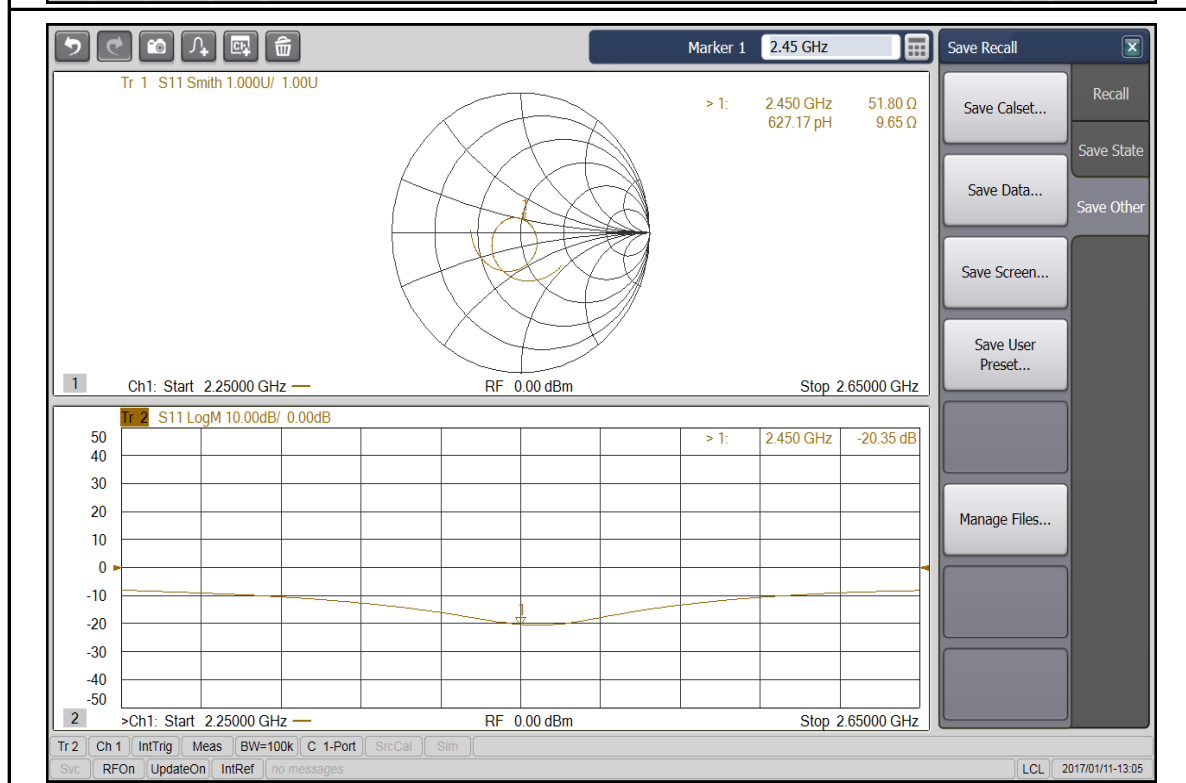 Marker 1 2.45 GHz
Save Recall
Tr 1 S11 Smith 1.000U/ 1.00U
> 1: 2.450 GHz 51.80 Ω
627.17 pH 9.65 Ω
1
1 Ch1: Start 2.25000 GHz — RF 0.00 dBm Stop 2.65000 GHz
Tr 2 S11 LogM 10.00dB/ 0.00dB
> 1: 2.450 GHz -20.35 dB
50
40
30
20
10
0
-10
-20
-30
-40
-50
1
2 >Ch1: Start 2.25000 GHz — RF 0.00 dBm Stop 2.65000 GHz
Save Calset...
Save Data...
Save Screen...
Save User
Preset...
Manage Files...
Recall
Save State
Save Other
Tr 2 Ch 1 IntTrig Meas BW=100k C 1-Port SrcCal Sim
Svc RFOn UpdateOn IntRef no messages LCL 2017/01/11-13:05